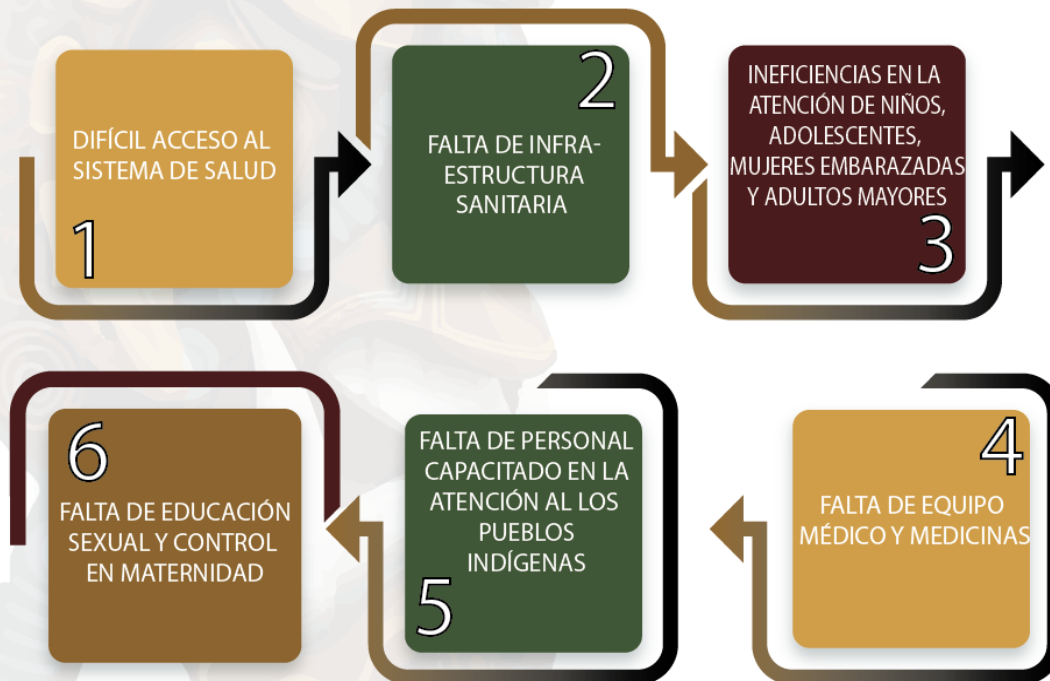 1
DIFÍCIL ACCESO AL
SISTEMA DE SALUD
2
FALTA DE INFRA-
ESTRUCTURA
SANITARIA
3
INEFICIENCIAS EN LA
ATENCIÓN DE NIÑOS,
ADOLESCENTES,
MUJERES EMBARAZADAS
Y ADULTOS MAYORES
4
FALTA DE EQUIPO
MÉDICO Y MEDICINAS
5
FALTA DE PERSONAL
CAPACITADO EN LA
ATENCIÓN AL LOS
PUEBLOS
INDÍGENAS
6
FALTA DE EDUCACIÓN
SEXUAL Y CONTROL
EN MATERNIDAD